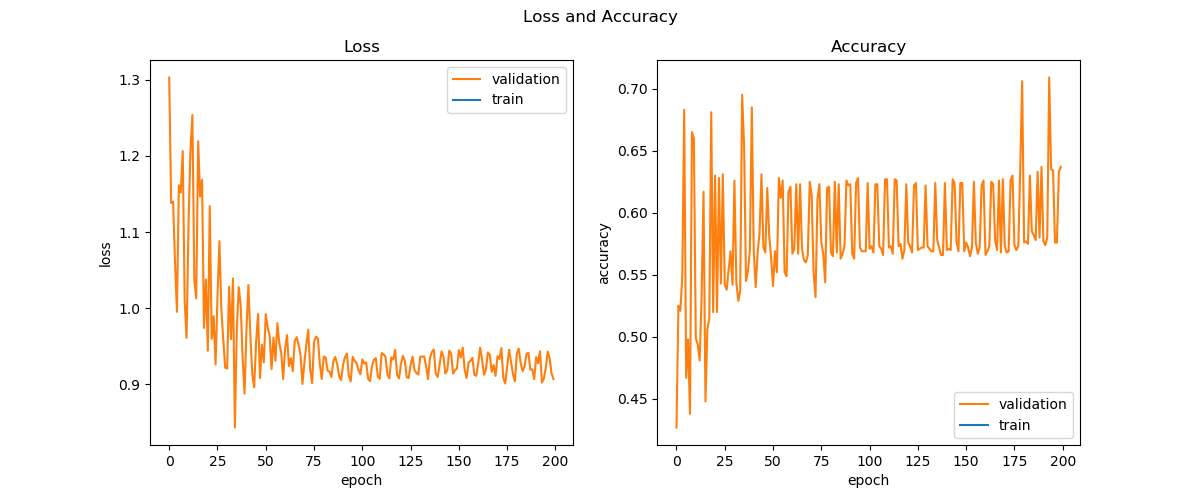 Loss and Accuracy
Loss
1.3
1.2
1.1
1.0
0.9
loss
validation
train
0 25 50 75 100 125 150 175 200
epoch
Accuracy
0.70
0.65
0.60
0.55
0.50
0.45
accuracy
validation
train
0 25 50 75 100 125 150 175 200
epoch